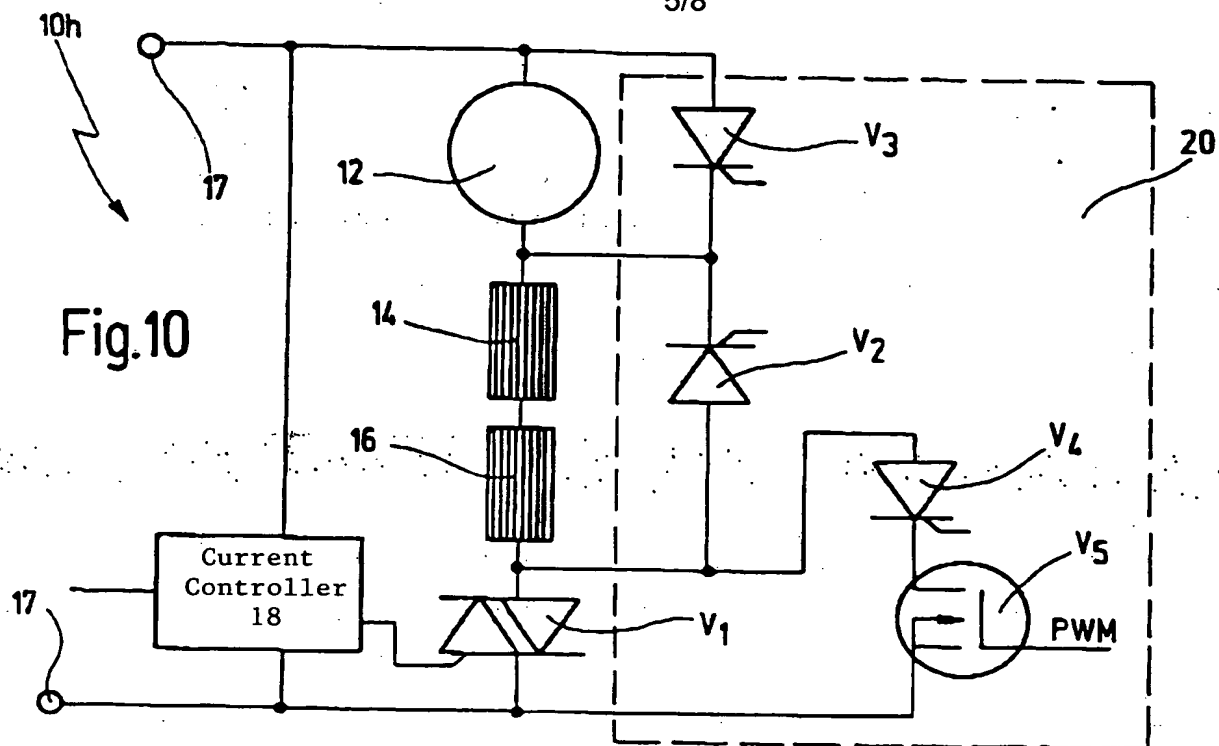 5/8
10h
17
12
V3
20
Fig.10
14
V2
16
V4
Current
Controller
18
V5
17
V1
PWM